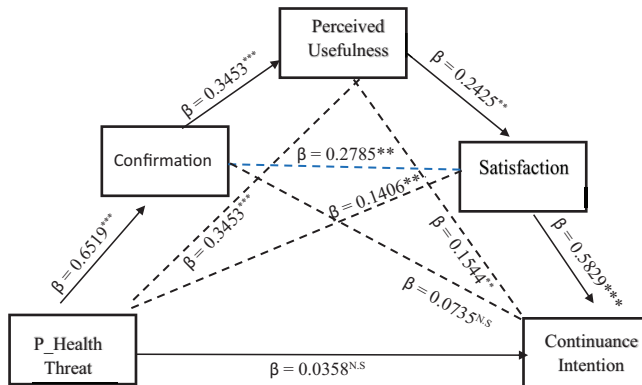 Perceived
Usefulness
β = 0.3453***
β = 0.2425**
Confirmation
β = 0.2785**
Satisfaction
β = 0.1406**
β = 0.6519***
β = 0.3453***
β = 0.1544**
β = 0.5829***
β = 0.0735N.S
P_Health
Threat
β = 0.0358N.S
Continuance
Intention